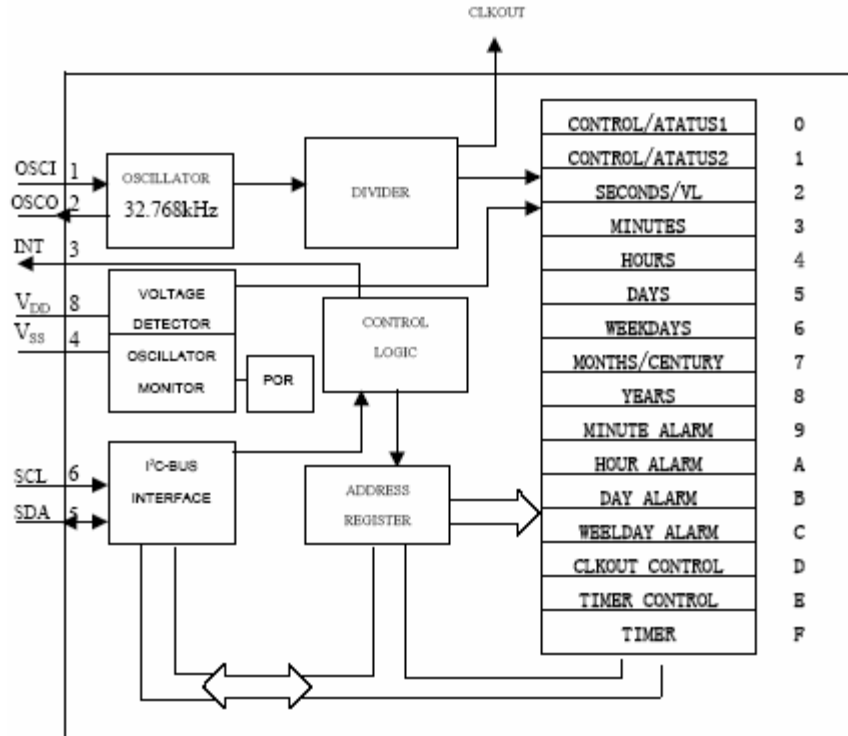 CLKOUT
OSCI 1
OSCO 2
INT 3
VDD 8
VSS 4
SCL 6
SDA 5
OSCILLATOR
32.768kHz
DIVIDER
VOLTAGE
DETECTOR
OSCILLATOR
MONITOR
POR
CONTROL
LOGIC
I²C-BUS
INTERFACE
ADDRESS
REGISTER
CONTROL/ATATUS1 0
CONTROL/ATATUS2 1
SECONDS/VL 2
MINUTES 3
HOURS 4
DAYS 5
WEEKDAYS 6
MONTHS/CENTURY 7
YEARS 8
MINUTE ALARM 9
HOUR ALARM A
DAY ALARM B
WEELDAY ALARM C
CLKOUT CONTROL D
TIMER CONTROL E
TIMER F